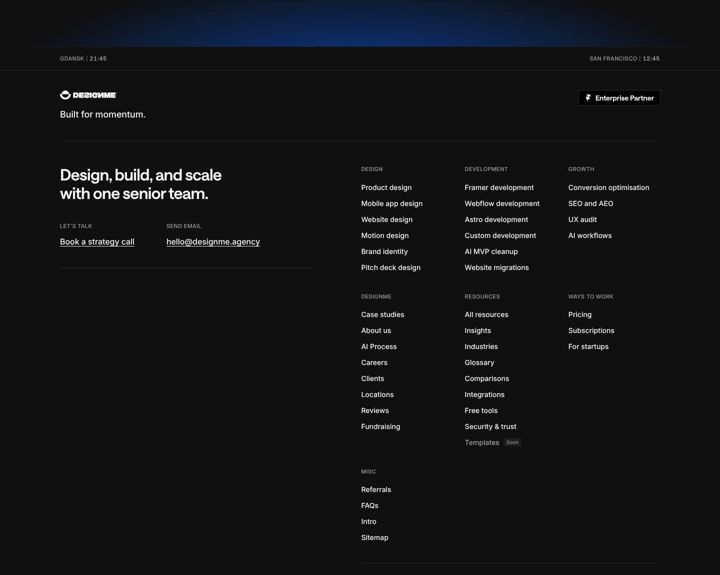 GDAŃSK | 21:45
SAN FRANCISCO | 12:45
DESIGNME
Enterprise Partner
Built for momentum.
Design, build, and scale
with one senior team.
LET'S TALK
Book a strategy call
SEND EMAIL
hello@designme.agency
DESIGN
Product design
Mobile app design
Website design
Motion design
Brand identity
Pitch deck design
DEVELOPMENT
Framer development
Webflow development
Astro development
Custom development
AI MVP cleanup
Website migrations
GROWTH
Conversion optimisation
SEO and AEO
UX audit
AI workflows
DESIGNME
Case studies
About us
AI Process
Careers
Clients
Locations
Reviews
Fundraising
RESOURCES
All resources
Insights
Industries
Glossary
Comparisons
Integrations
Free tools
Security & trust
Templates Soon
WAYS TO WORK
Pricing
Subscriptions
For startups
MISC
Referrals
FAQs
Intro
Sitemap